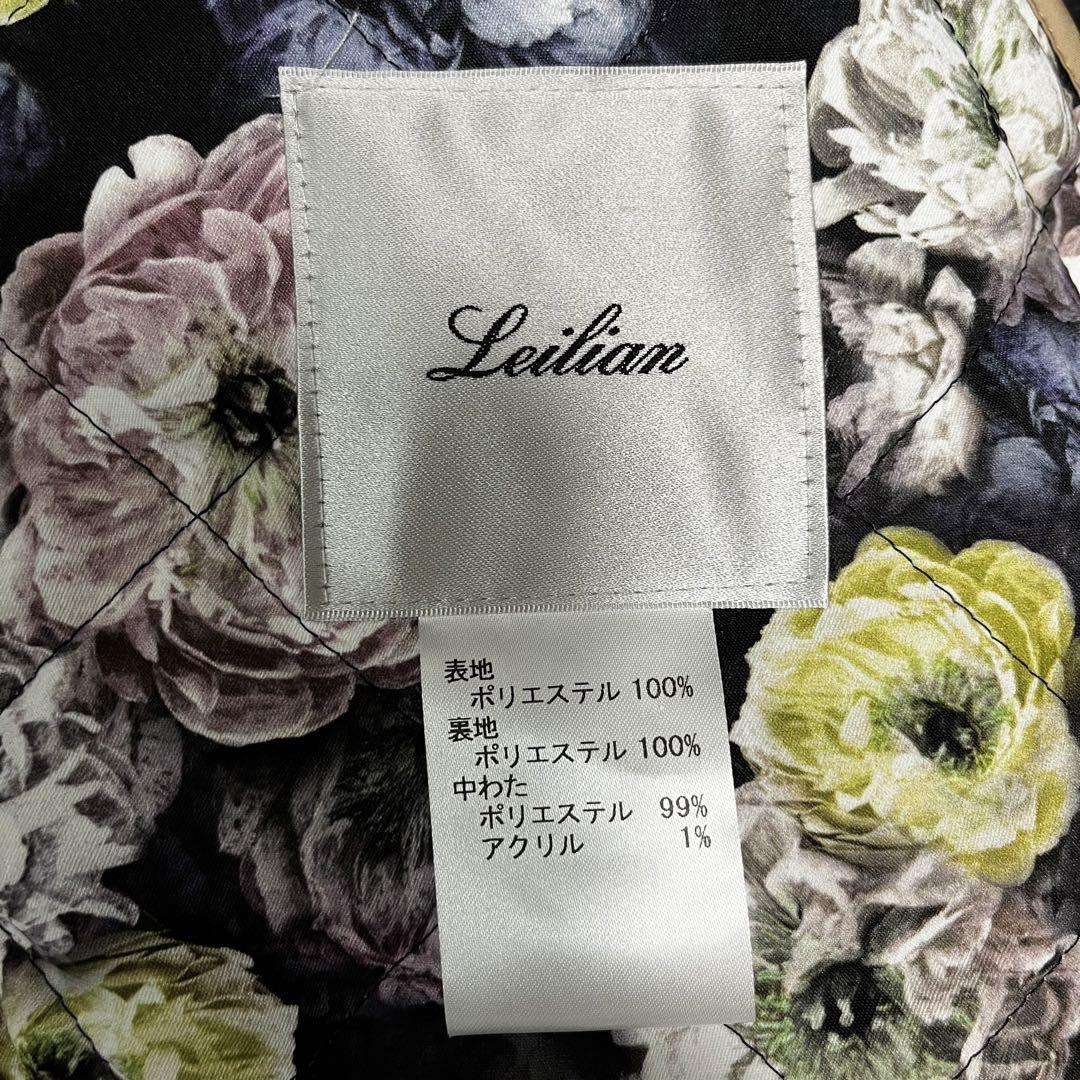 Leilian
表地
ポリエステル 100%
裏地
ポリエステル 100%
中わた
ポリエステル 99%
アクリル 1%